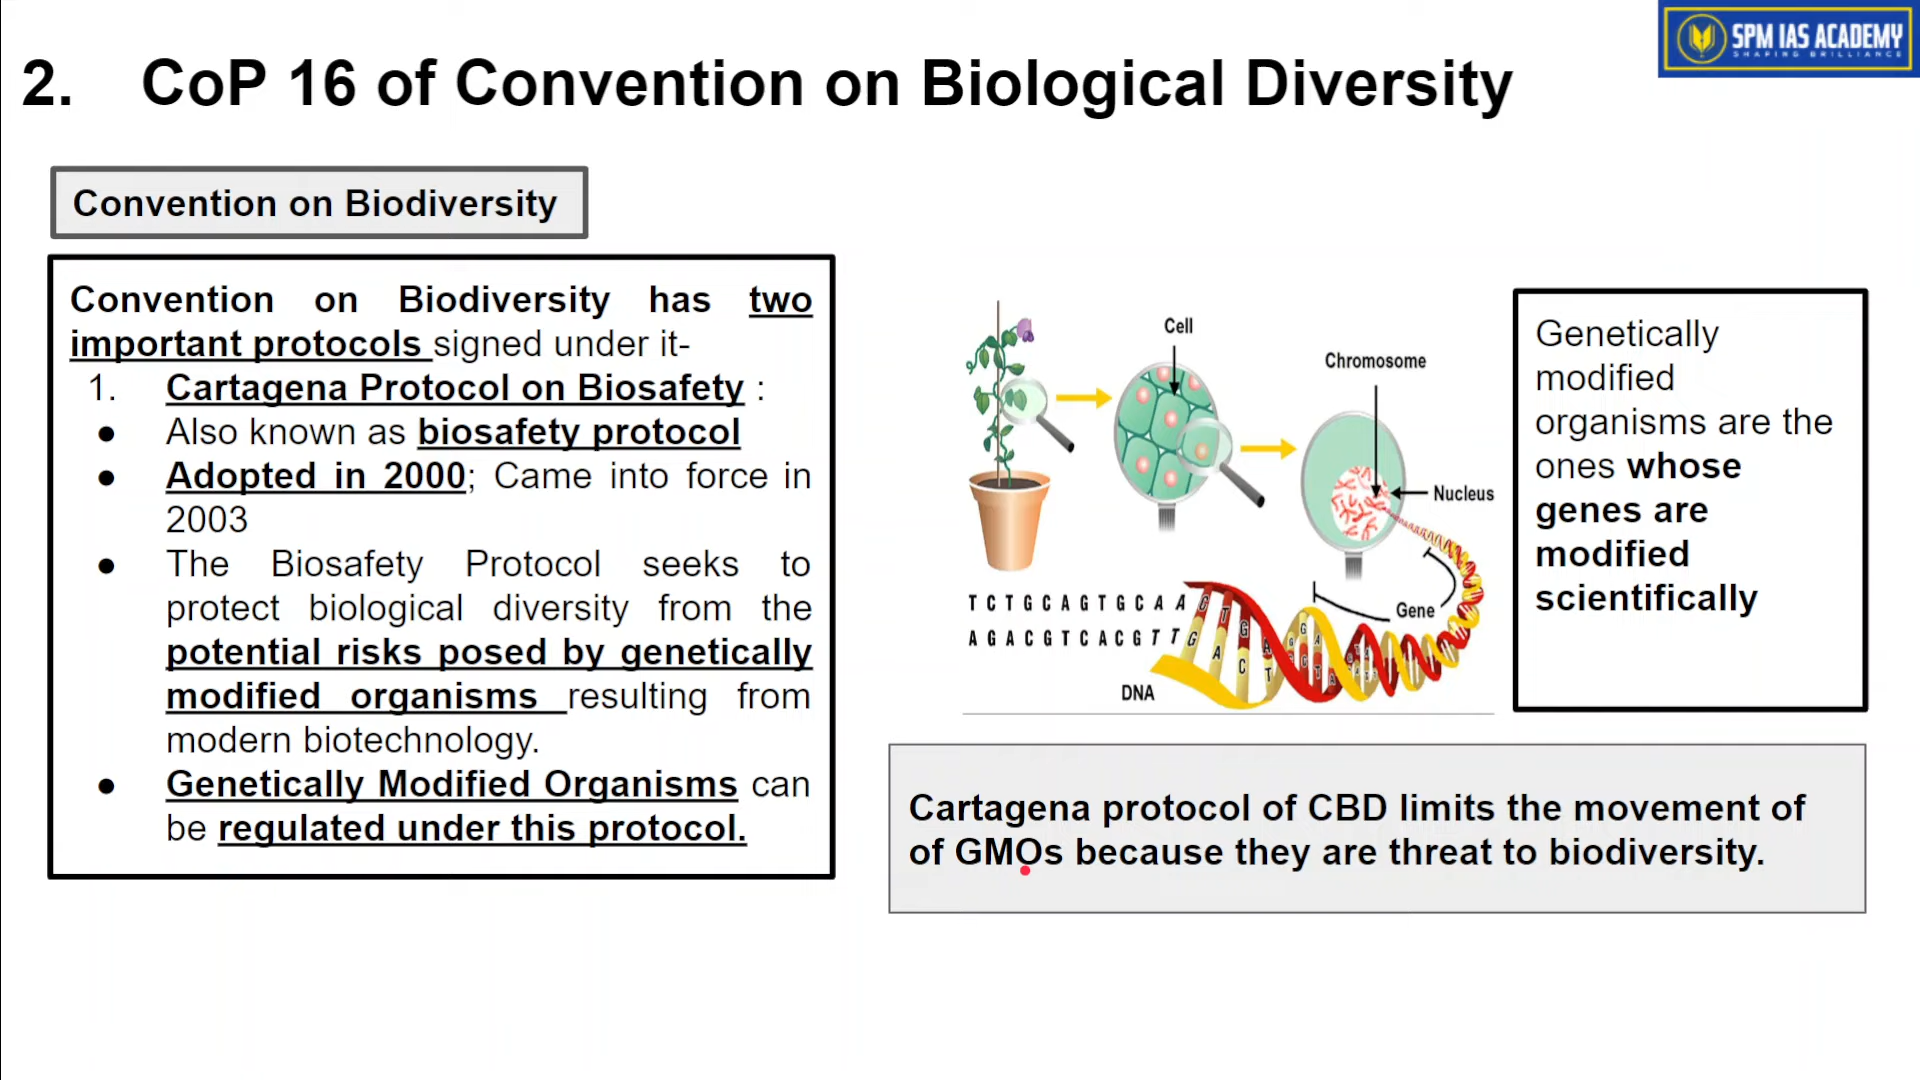 SPM IAS ACADEMY
SHAPING BRILLIANCE
2. CoP 16 of Convention on Biological Diversity
Convention on Biodiversity
Convention on Biodiversity has two
important protocols signed under it-
1. Cartagena Protocol on Biosafety :
● Also known as biosafety protocol
● Adopted in 2000; Came into force in
2003
● The Biosafety Protocol seeks to
protect biological diversity from the
potential risks posed by genetically
modified organisms resulting from
modern biotechnology.
● Genetically Modified Organisms can
be regulated under this protocol.
Cell
Chromosome
Nucleus
Gene
T C T G C A G T G C A A G T G A
A G A C G T C A C G T T G A C T
DNA
Genetically
modified
organisms are the
ones whose
genes are
modified
scientifically
Cartagena protocol of CBD limits the movement of
of GMOs because they are threat to biodiversity.